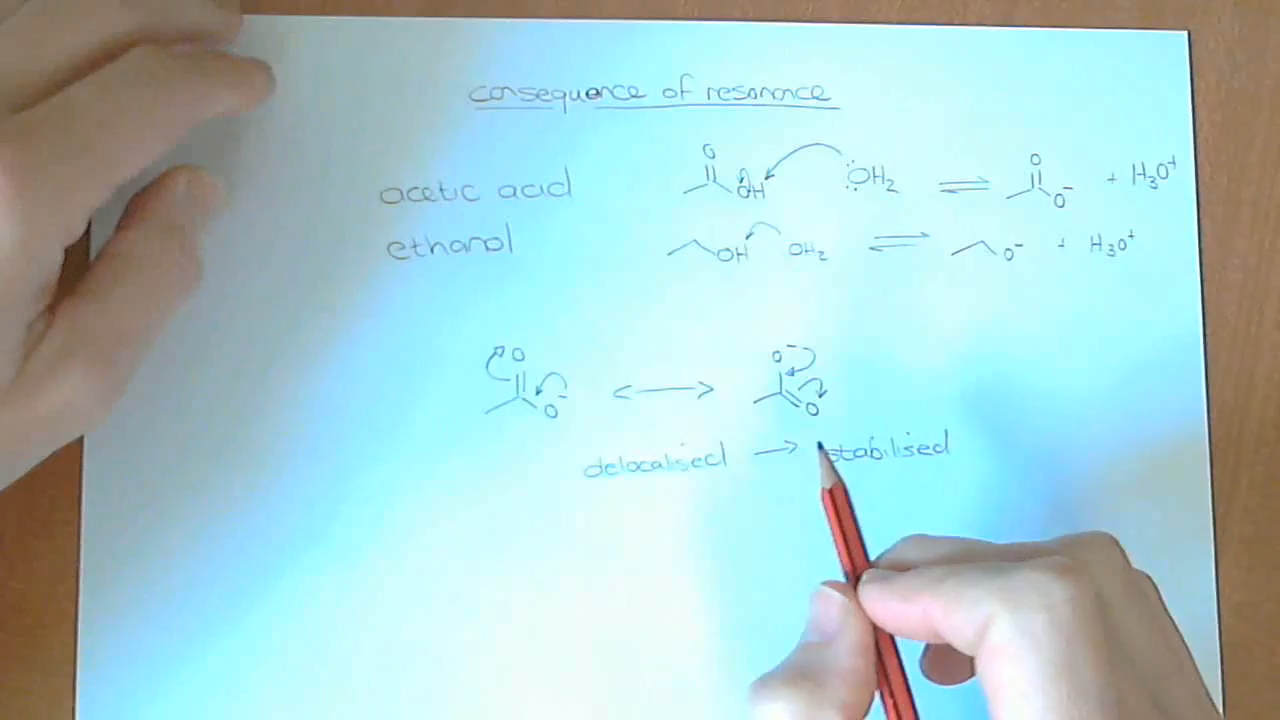 consequence of resonance
acetic acid O OH :OH2 ⇌ O O- + H3O+
ethanol OH OH2 ⇌ O- + H3O+
O O- ↔ O- O
delocalised → stabilised